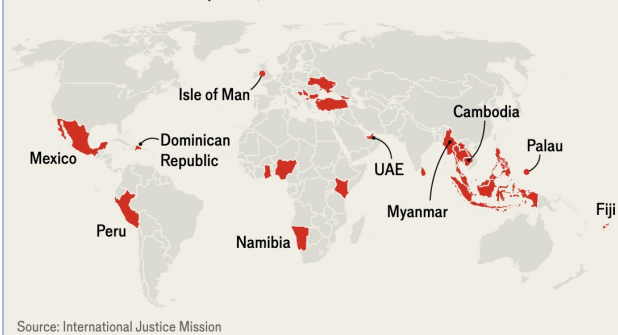 Isle of Man
Cambodia
Dominican
Republic
Palau
Mexico
UAE
Fiji
Myanmar
Peru
Namibia
Source: International Justice Mission